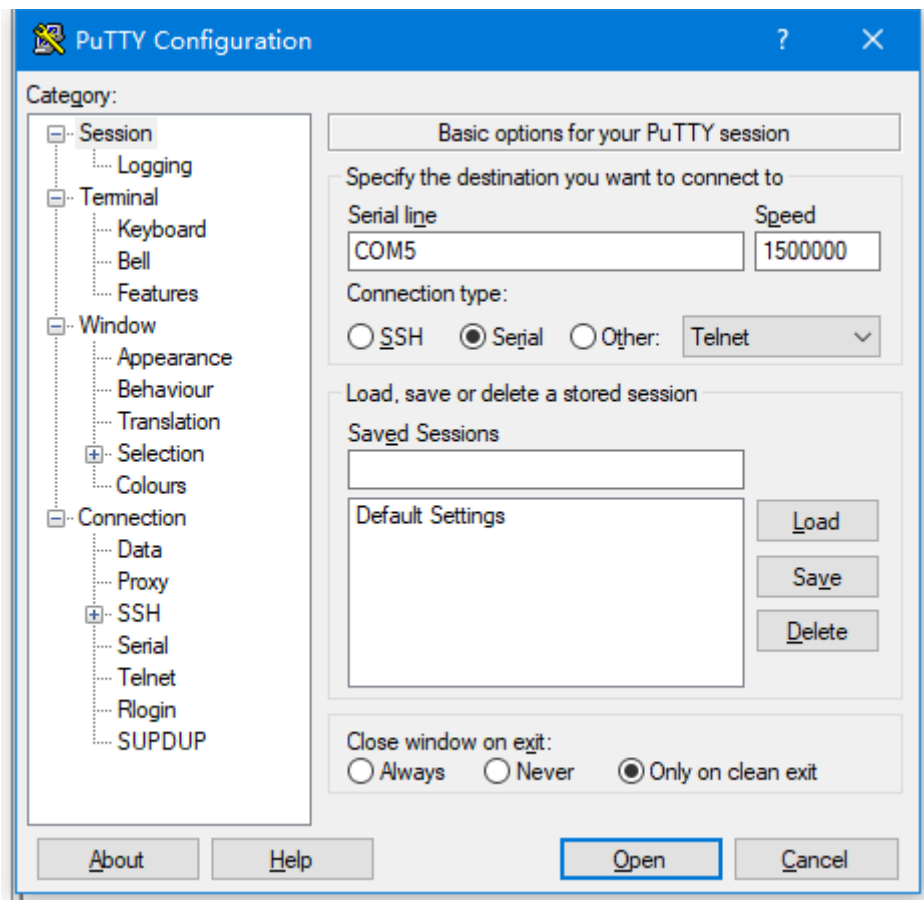 PuTTY Configuration
?
Category:
Session
Logging
Terminal
Keyboard
Bell
Features
Window
Appearance
Behaviour
Translation
Selection
Colours
Connection
Data
Proxy
SSH
Serial
Telnet
Rlogin
SUPDUP
Basic options for your PuTTY session
Specify the destination you want to connect to
Serial line Speed
COM5 1500000
Connection type:
SSH Serial Other: Telnet
Load, save or delete a stored session
Saved Sessions
Default Settings
Load
Save
Delete
Close window on exit:
Always Never Only on clean exit
About Help Open Cancel